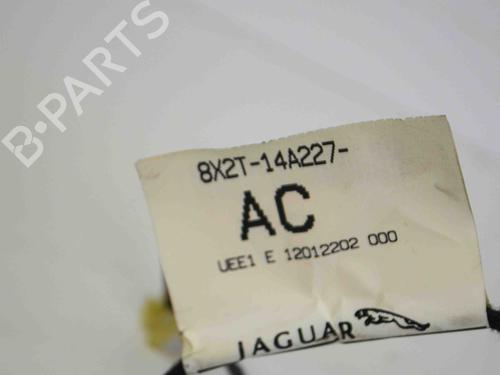 B-PARTS
8X2T-14A227-
AC
UEE1 E 12012202 000
JAGUAR